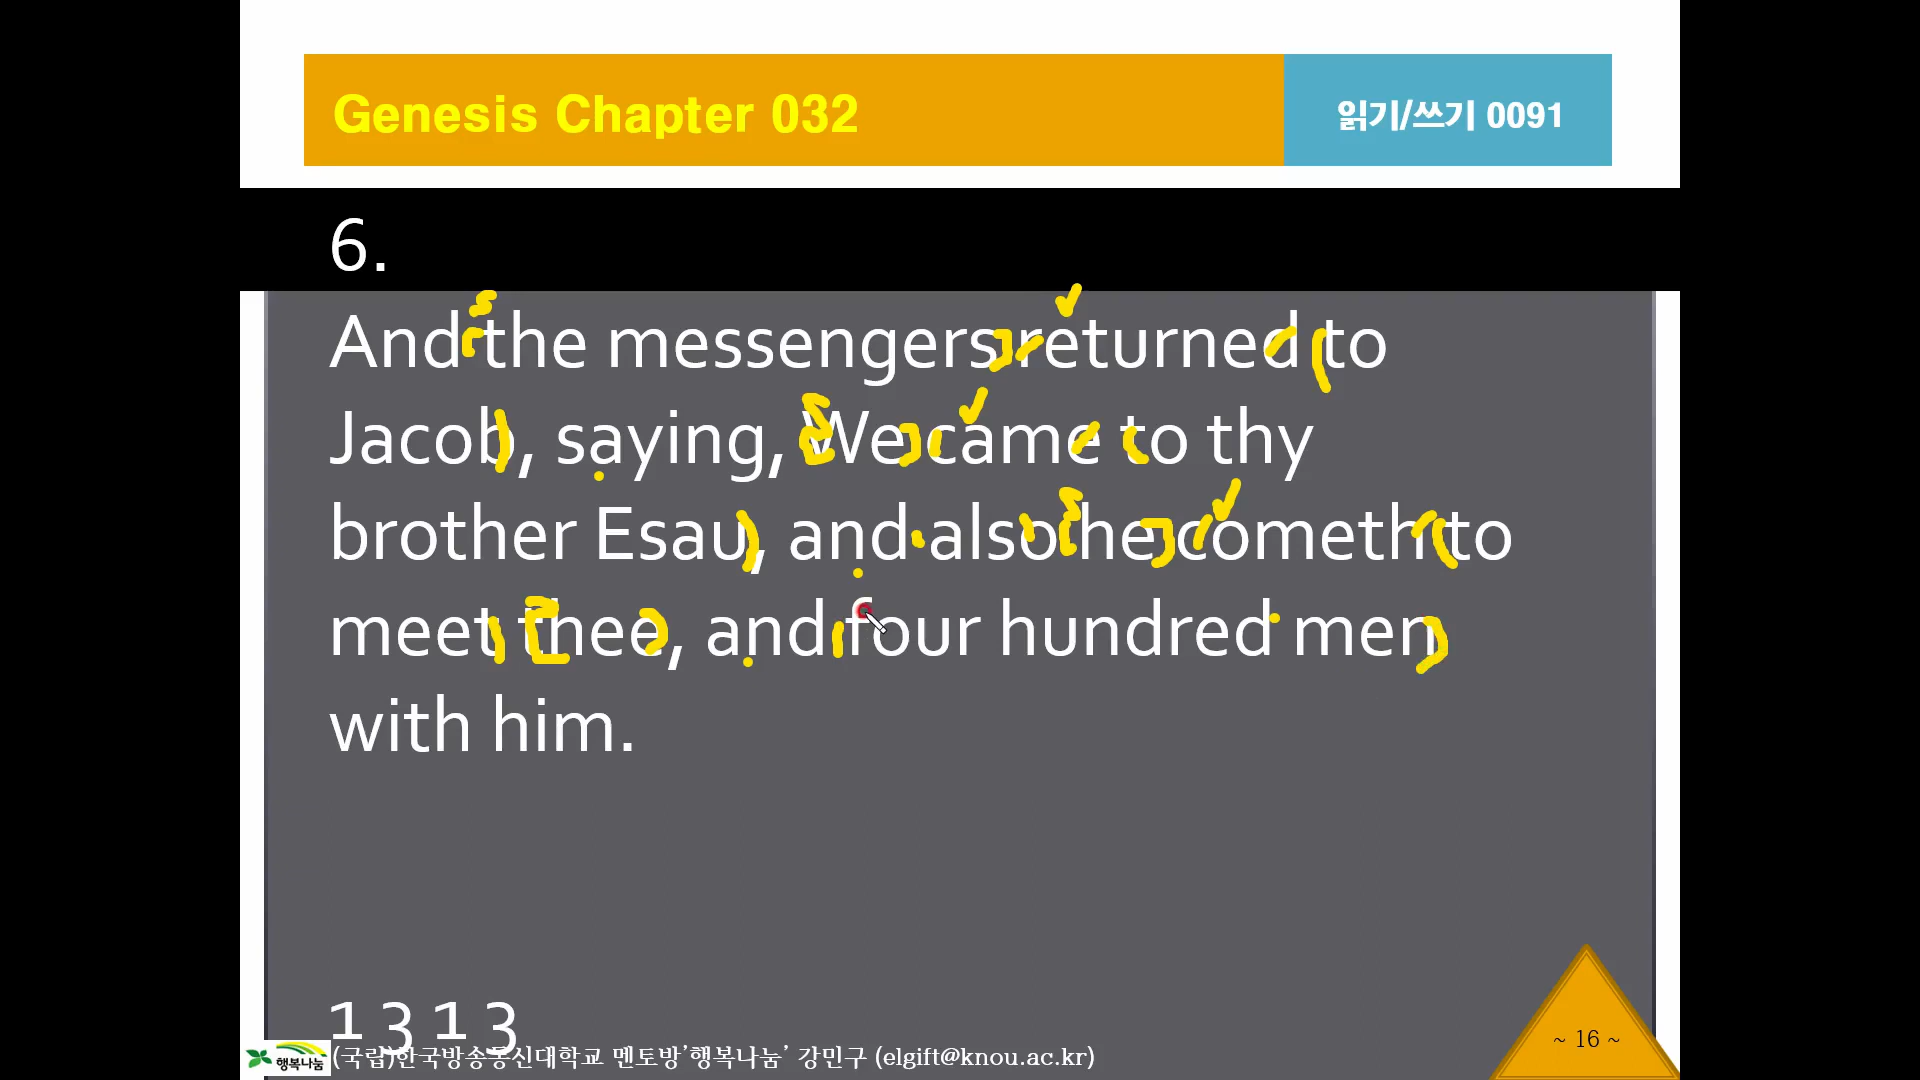 Genesis Chapter 032
읽기/쓰기 0091
6.
And the messengers returned to
Jacob, saying, We came to thy
brother Esau, and also he cometh to
meet thee, and four hundred men
with him.
1 3 1 3
행복나눔 (국립)한국방송통신대학교 멘토방'행복나눔' 강민구 (elgift@knou.ac.kr)
~ 16 ~